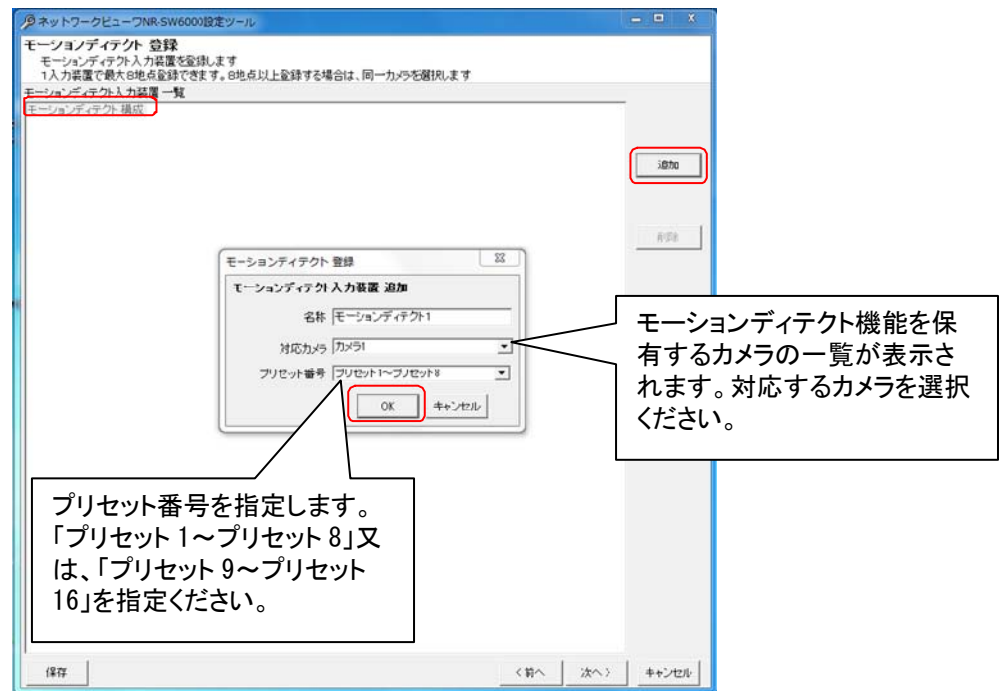 ネットワークビューワNR-SW6000設定ツール
モーションディテクト 登録
モーションディテクト入力装置を登録します
1入力装置で最大8地点登録できます。8地点以上登録する場合は、同一カメラを選択します
モーションディテクト入力装置一覧
モーションディテクト構成
追加
削除
モーションディテクト 登録
モーションディテクト入力装置 追加
名称 モーションディテクト1
対応カメラ カメラ1
プリセット番号 プリセット1～プリセット8
OK キャンセル
モーションディテクト機能を保
有するカメラの一覧が表示さ
れます。対応するカメラを選択
ください。
プリセット番号を指定します。
「プリセット 1～プリセット 8」又
は、「プリセット 9～プリセット
16」を指定ください。
保存 <前へ 次へ> キャンセル